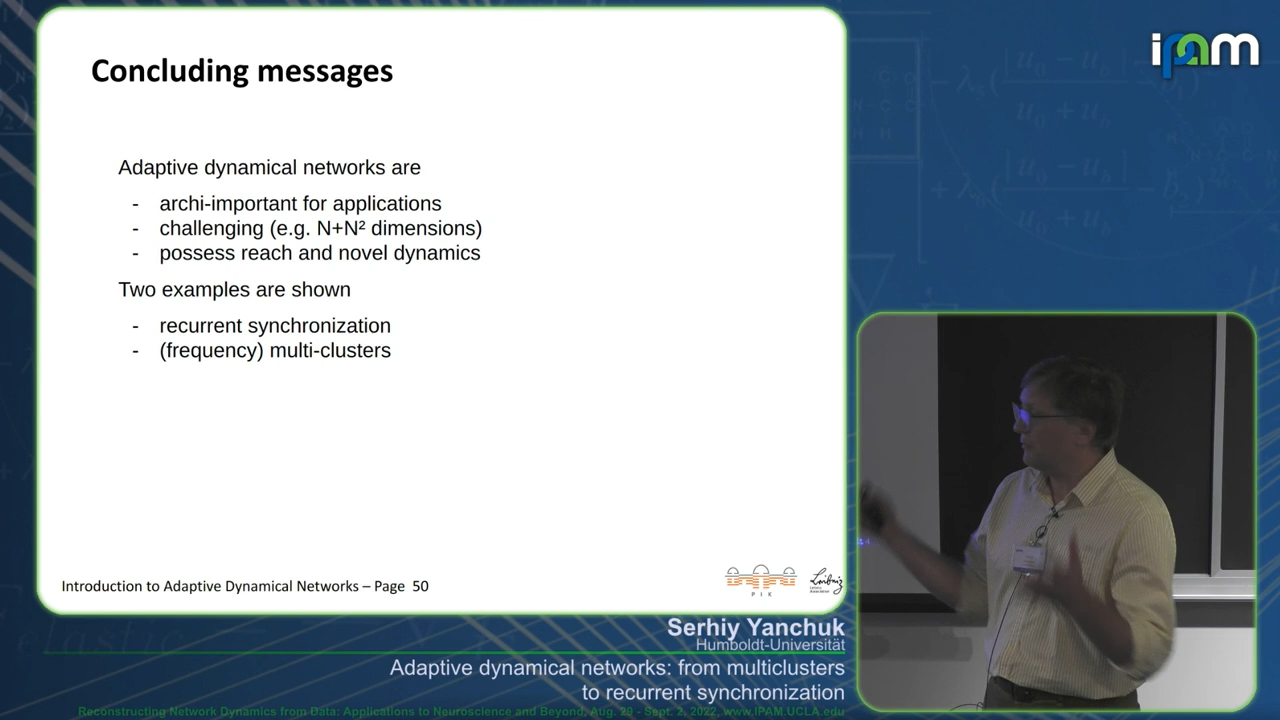 Concluding messages
Adaptive dynamical networks are
- archi-important for applications
- challenging (e.g. N+N² dimensions)
- possess reach and novel dynamics
Two examples are shown
- recurrent synchronization
- (frequency) multi-clusters
Introduction to Adaptive Dynamical Networks – Page 50
PIK
Leibniz
ipam
Serhiy Yanchuk
Humboldt-Universität
Adaptive dynamical networks: from multiclusters
to recurrent synchronization
Reconstructing Network Dynamics from Data: Applications to Neuroscience and Beyond, Aug. 29 - Sept. 2, 2022, www.IPAM.UCLA.edu